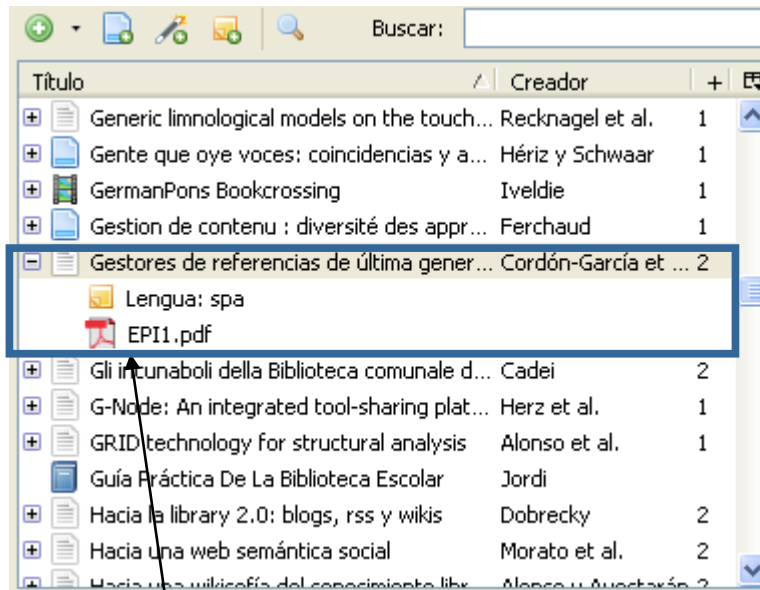 Buscar:
Título Creador +
Generic limnological models on the touch... Recknagel et al. 1
Gente que oye voces: coincidencias y a... Hériz y Schwaar 1
GermanPons Bookcrossing Iveldie 1
Gestion de contenu : diversité des appr... Ferchaud 1
Gestores de referencias de última gener... Cordón-García et ... 2
Lengua: spa
EPI1.pdf
Gli incunaboli della Biblioteca comunale d... Cadei 2
G-Node: An integrated tool-sharing plat... Herz et al. 1
GRID technology for structural analysis Alonso et al. 1
Guía Práctica De La Biblioteca Escolar Jordi
Hacia la library 2.0: blogs, rss y wikis Dobrecky 2
Hacia una web semántica social Morato et al. 2
Hacia una